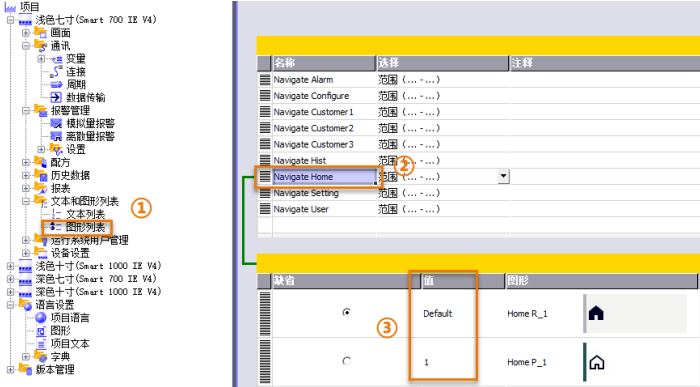 项目
浅色七寸(Smart 700 IE V4)
画面
通讯
变量
连接
周期
数据传输
报警管理
模拟量报警
离散量报警
设置
配方
历史数据
报表
文本和图形列表
文本列表
图形列表
运行系统用户管理
设备设置
浅色十寸(Smart 1000 IE V4)
深色七寸(Smart 700 IE V4)
深色十寸(Smart 1000 IE V4)
语言设置
项目语言
图形
项目文本
字典
版本管理
①
名称 选择 注释
Navigate Alarm 范围 (... - ...)
Navigate Configure 范围 (... - ...)
Navigate Customer1 范围 (... - ...)
Navigate Customer2 范围 (... - ...)
Navigate Customer3 范围 (... - ...)
Navigate Hist 范围 (... - ...)
②
Navigate Home 范围 (... - ...)
Navigate Setting 范围 (... - ...)
Navigate User 范围 (... - ...)
缺省 值 图形
Default Home R_1
③
1 Home P_1